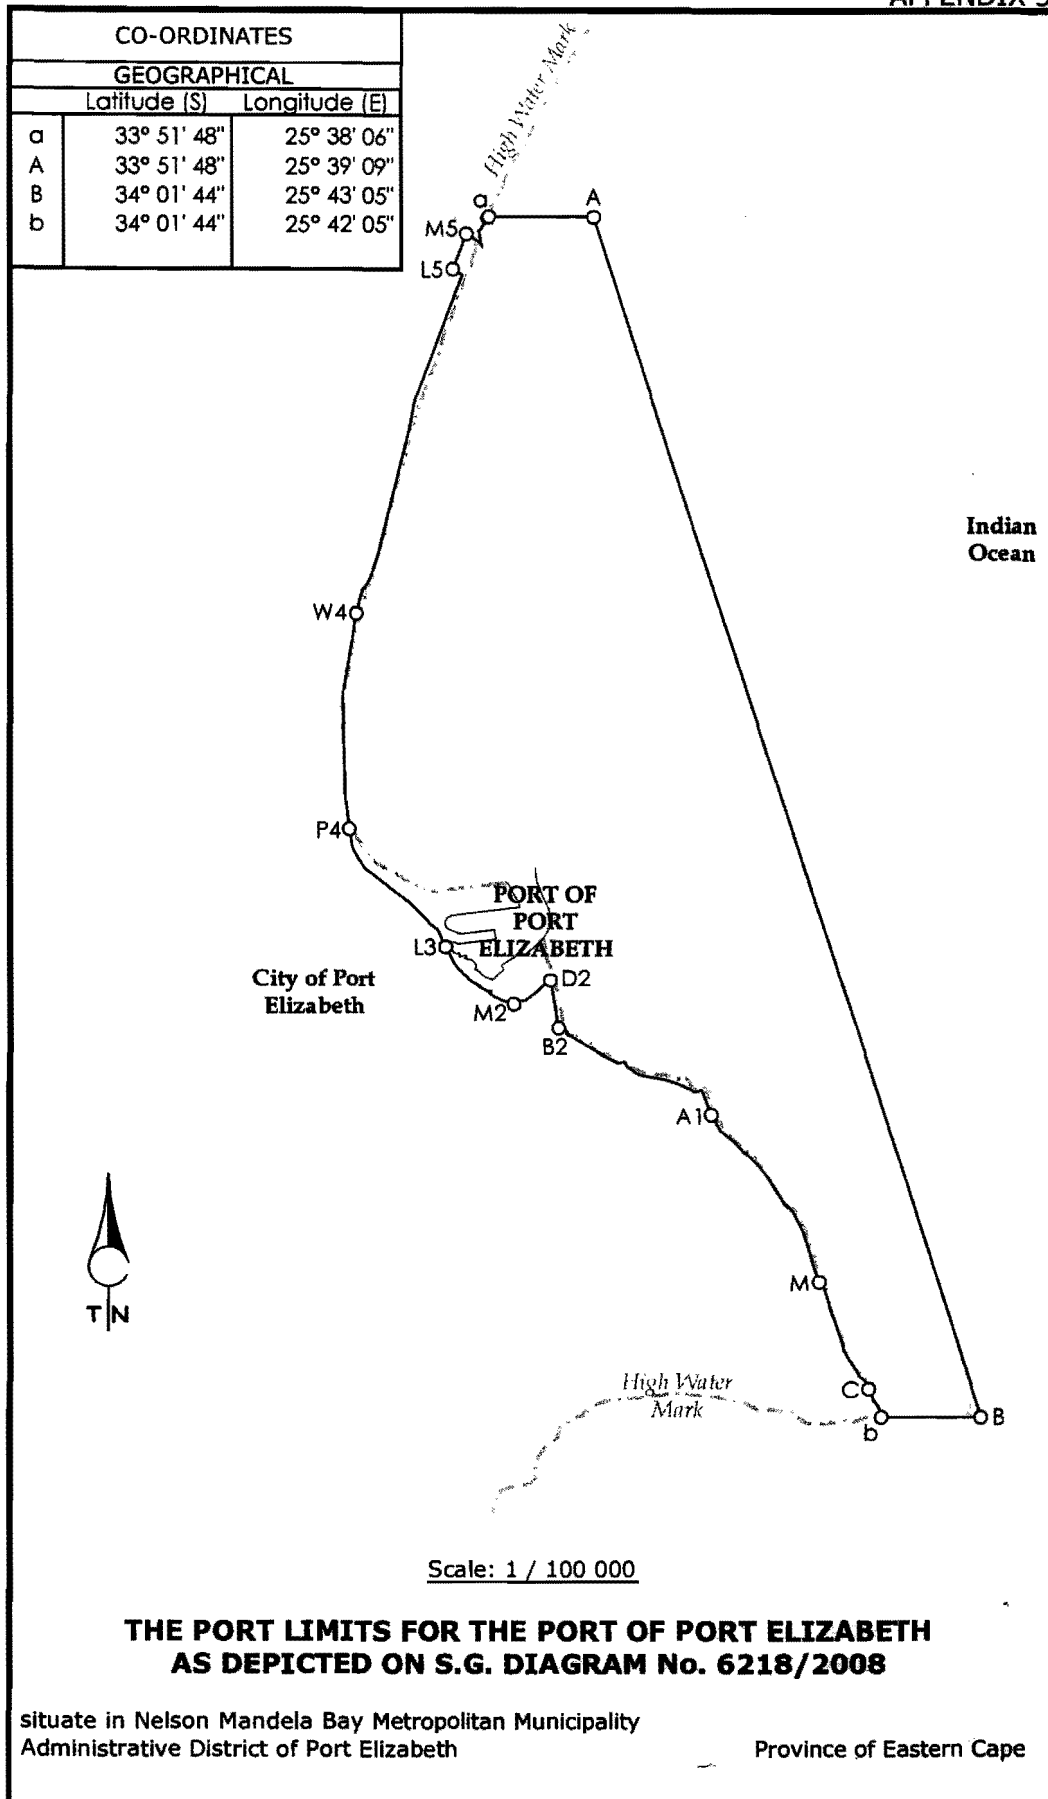 CO-ORDINATES
GEOGRAPHICAL
Latitude (S) Longitude (E)
a 33° 51' 48" 25° 38' 06"
A 33° 51' 48" 25° 39' 09"
B 34° 01' 44" 25° 43' 05"
b 34° 01' 44" 25° 42' 05"
High Water Mark
a
A
M5
L5
Indian
Ocean
W4
P4
PORT OF
PORT
ELIZABETH
L3
City of Port
Elizabeth
D2
M2
B2
A1
T N
M
C
High Water
Mark
b
B
Scale: 1 / 100 000
THE PORT LIMITS FOR THE PORT OF PORT ELIZABETH
AS DEPICTED ON S.G. DIAGRAM No. 6218/2008
situate in Nelson Mandela Bay Metropolitan Municipality
Administrative District of Port Elizabeth
Province of Eastern Cape